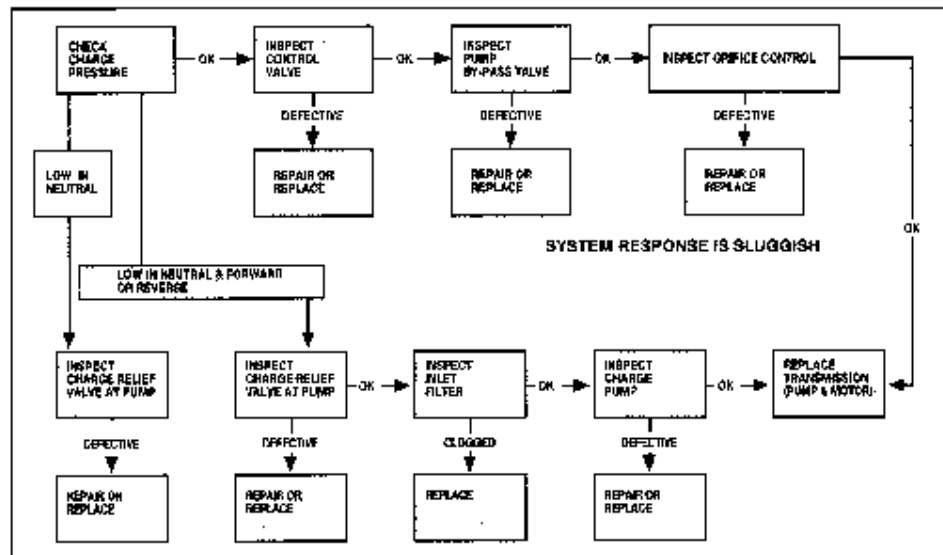 CHECK
CHARGE
PRESSURE
OK
INSPECT
CONTROL
VALVE
OK
INSPECT
PUMP
BY-PASS VALVE
OK
INSPECT ORIFICE CONTROL
DEFECTIVE
DEFECTIVE
DEFECTIVE
LOW IN
NEUTRAL
REPAIR OR
REPLACE
REPAIR OR
REPLACE
REPAIR OR
REPLACE
OK
SYSTEM RESPONSE IS SLUGGISH
LOW IN NEUTRAL & FORWARD
OR REVERSE
INSPECT
CHARGE RELIEF
VALVE AT PUMP
INSPECT
CHARGE RELIEF
VALVE AT PUMP
OK
INSPECT
INLET
FILTER
OK
INSPECT
CHARGE
PUMP
OK
REPLACE
TRANSMISSION
(PUMP & MOTOR)
DEFECTIVE
DEFECTIVE
CLOGGED
DEFECTIVE
REPAIR OR
REPLACE
REPAIR OR
REPLACE
REPLACE
REPAIR OR
REPLACE